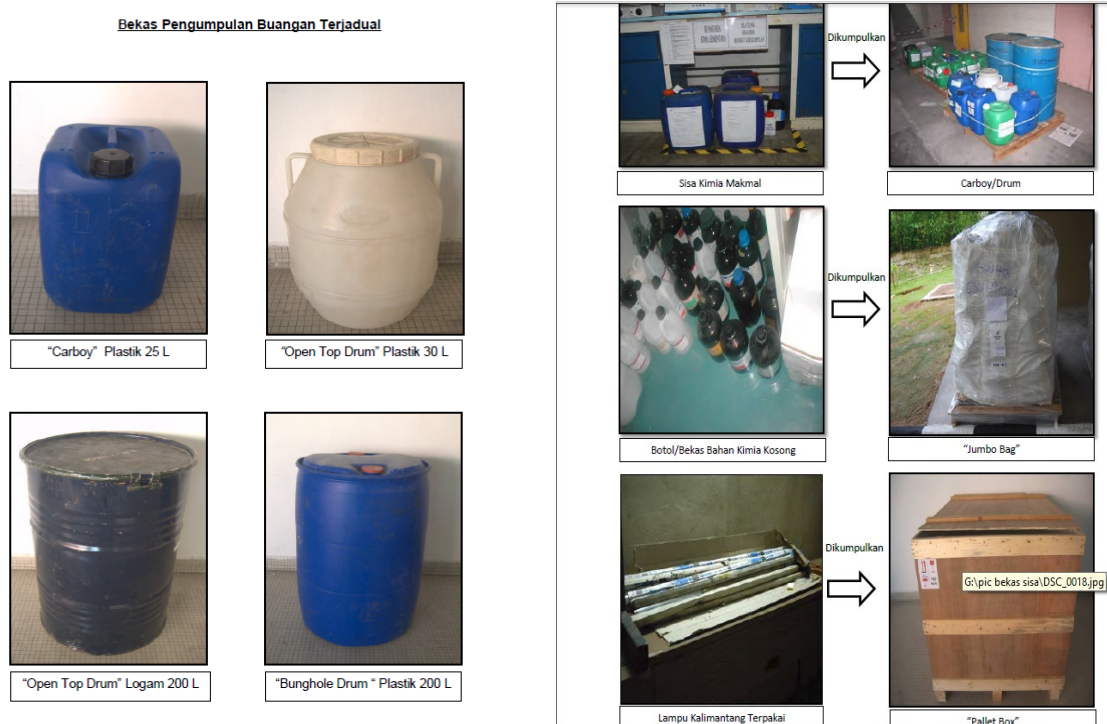 Bekas Pengumpulan Buangan Terjadual
"Carboy" Plastik 25 L
"Open Top Drum" Plastik 30 L
"Open Top Drum" Logam 200 L
"Bunghole Drum " Plastik 200 L
Dikumpulkan
Sisa Kimia Makmal
Carboy/Drum
Dikumpulkan
Botol/Bekas Bahan Kimia Kosong
"Jumbo Bag"
Dikumpulkan
G:\pic bekas sisa\DSC_0018.jpg
Lampu Kalimantang Terpakai
"Pallet Box"